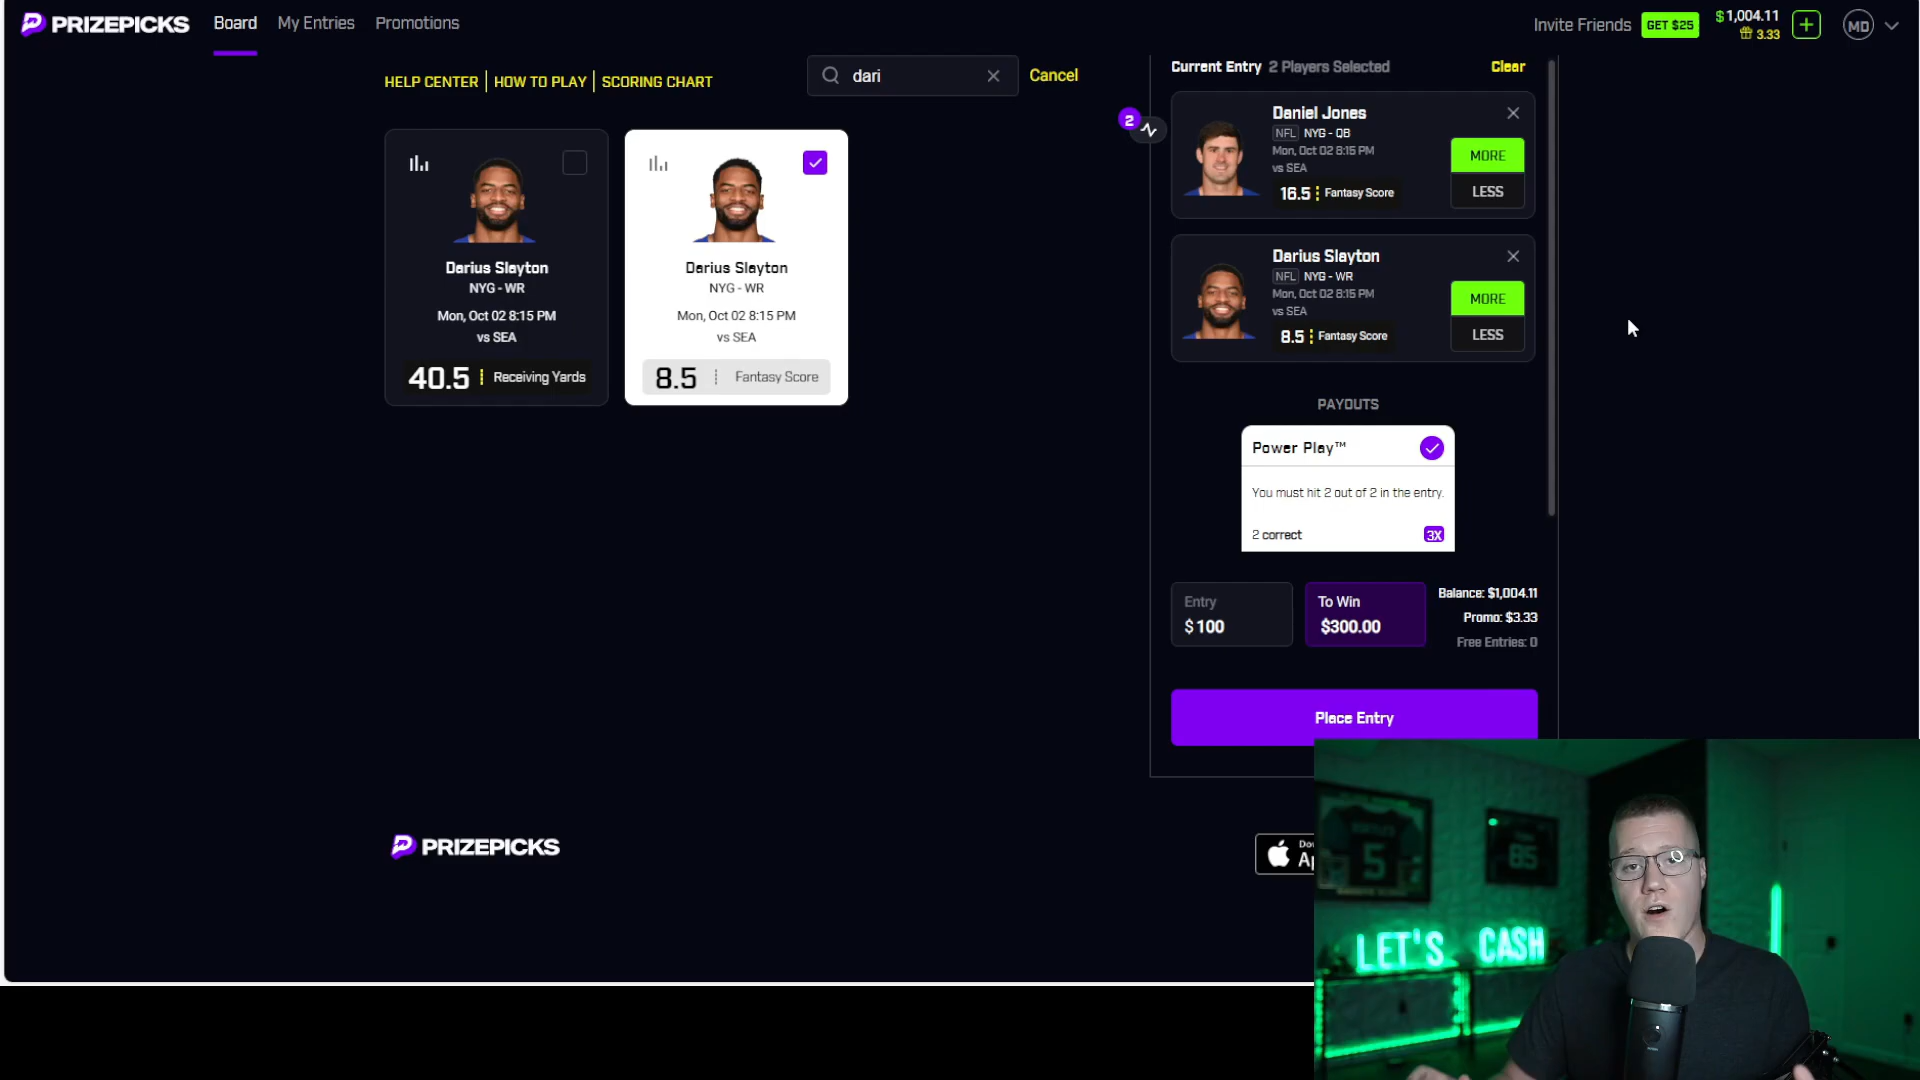 PRIZEPICKS
Board
My Entries
Promotions
Invite Friends
GET $25
$1,004.11
3.33
MD
HELP CENTER
HOW TO PLAY
SCORING CHART
dari
Cancel
Darius Slayton
NYG - WR
Mon, Oct 02 8:15 PM
vs SEA
40.5
Receiving Yards
Darius Slayton
NYG - WR
Mon, Oct 02 8:15 PM
vs SEA
8.5
Fantasy Score
2
Current Entry 2 Players Selected
Clear
Daniel Jones
NFL NYG - QB
Mon, Oct 02 8:15 PM
vs SEA
16.5 Fantasy Score
MORE
LESS
Darius Slayton
NFL NYG - WR
Mon, Oct 02 8:15 PM
vs SEA
8.5 Fantasy Score
MORE
LESS
PAYOUTS
Power Play™
You must hit 2 out of 2 in the entry.
2 correct
3X
Entry
$ 100
To Win
$300.00
Balance: $1,004.11
Promo: $3.33
Free Entries: 0
Place Entry
PRIZEPICKS
5
85
LET'S CASH